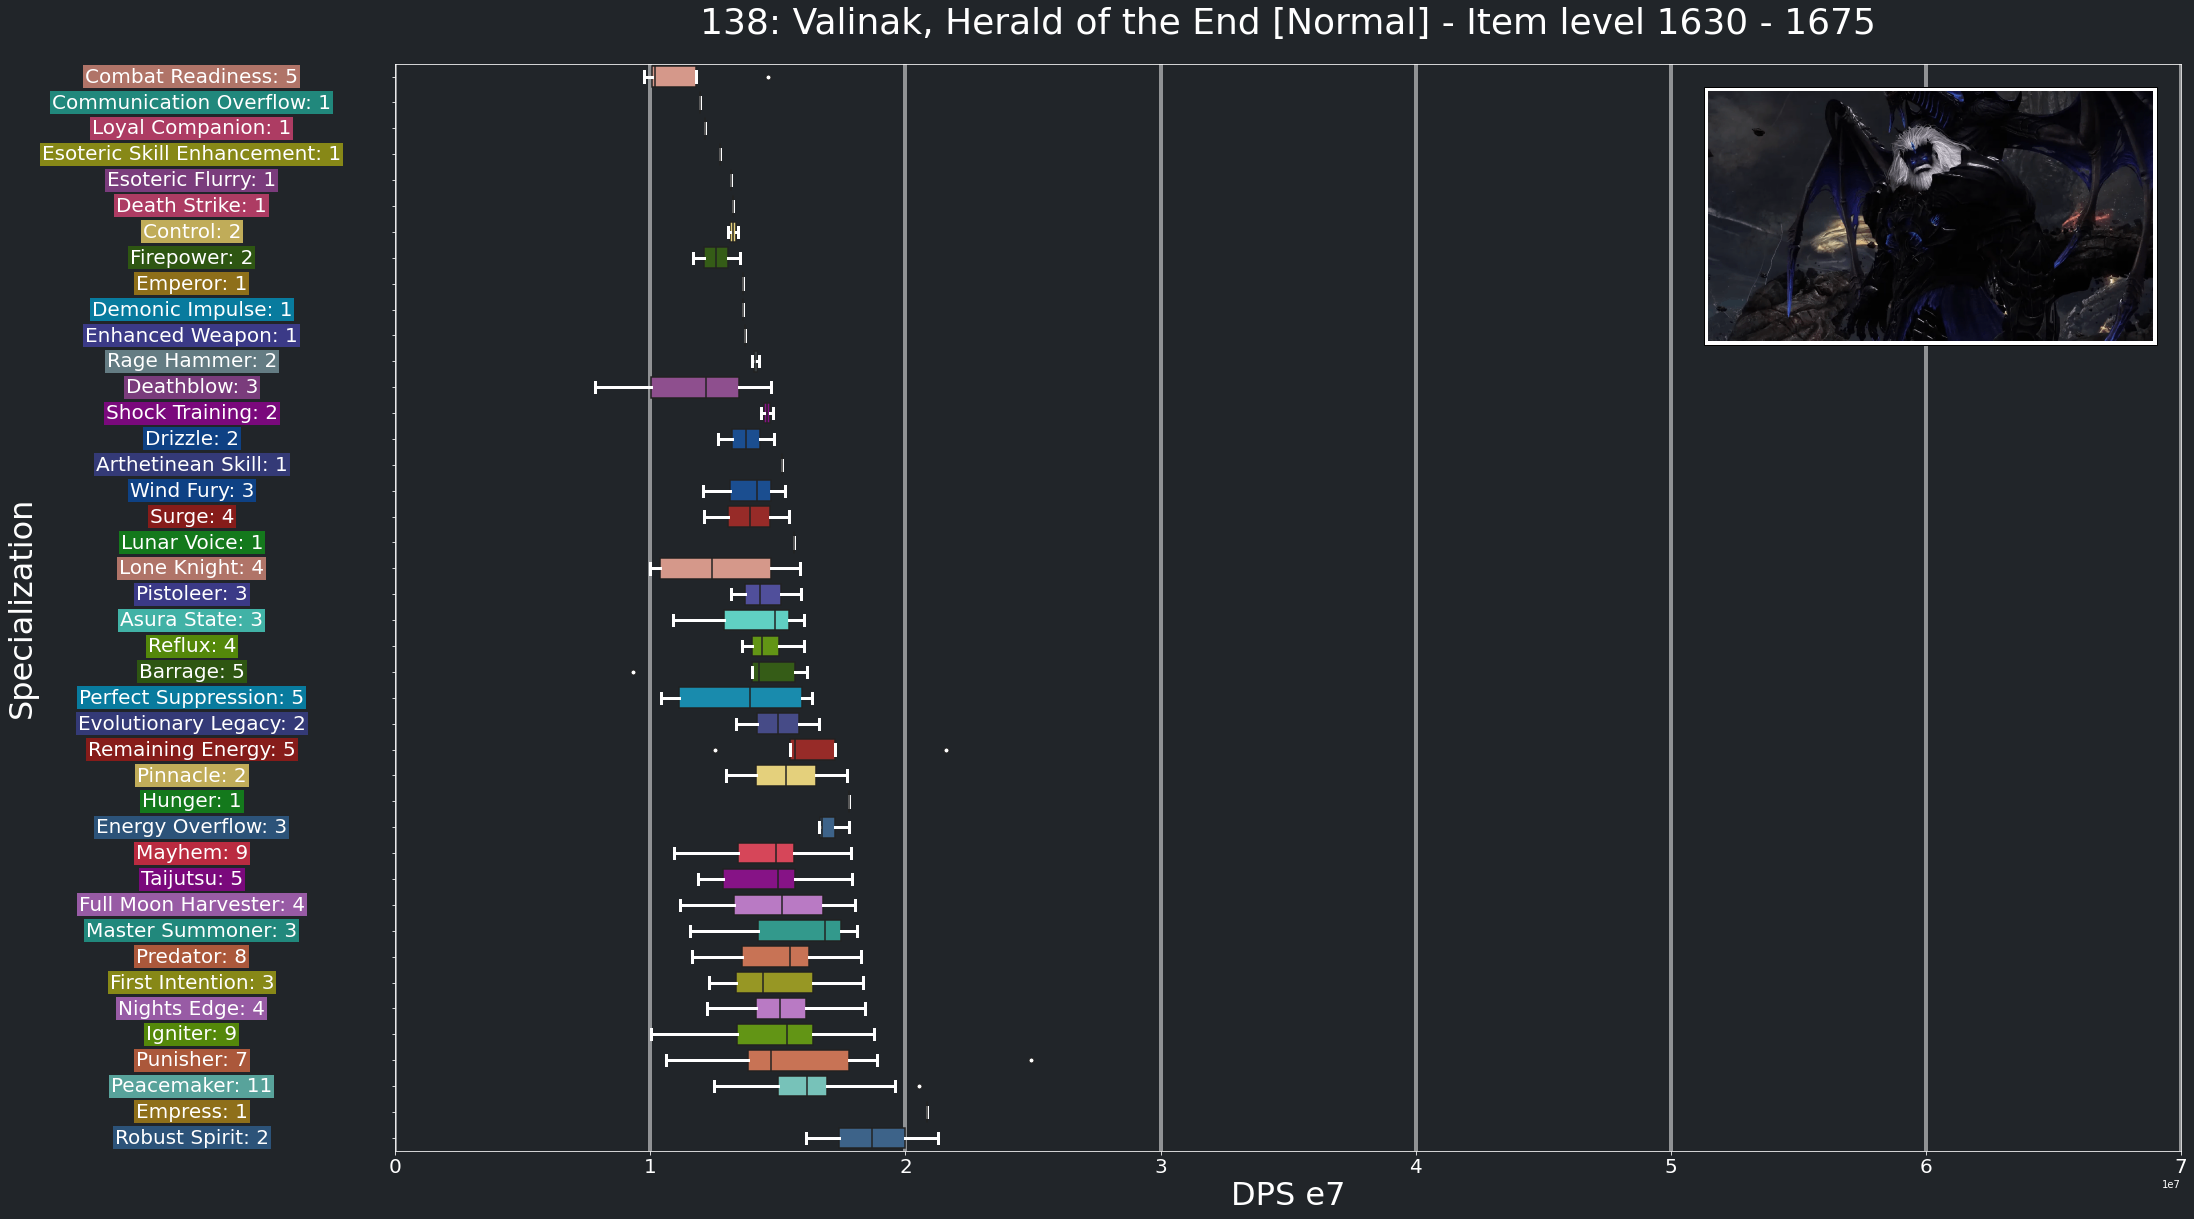 138: Valinak, Herald of the End [Normal] - Item level 1630 - 1675
Combat Readiness: 5
Communication Overflow: 1
Loyal Companion: 1
Esoteric Skill Enhancement: 1
Esoteric Flurry: 1
Death Strike: 1
Control: 2
Firepower: 2
Emperor: 1
Demonic Impulse: 1
Enhanced Weapon: 1
Rage Hammer: 2
Deathblow: 3
Shock Training: 2
Drizzle: 2
Arthetinean Skill: 1
Wind Fury: 3
Surge: 4
Lunar Voice: 1
Lone Knight: 4
Pistoleer: 3
Asura State: 3
Reflux: 4
Barrage: 5
Perfect Suppression: 5
Evolutionary Legacy: 2
Remaining Energy: 5
Pinnacle: 2
Hunger: 1
Energy Overflow: 3
Mayhem: 9
Taijutsu: 5
Full Moon Harvester: 4
Master Summoner: 3
Predator: 8
First Intention: 3
Nights Edge: 4
Igniter: 9
Punisher: 7
Peacemaker: 11
Empress: 1
Robust Spirit: 2
Specialization
0 1 2 3 4 5 6 7
1e7
DPS e7